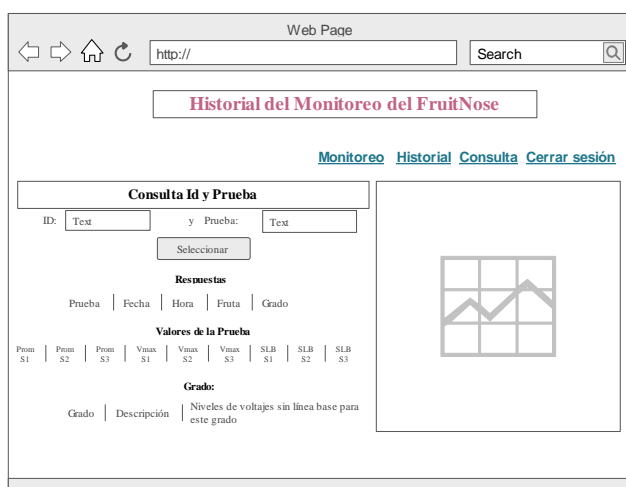 Web Page
http://
Search
Historial del Monitoreo del FruitNose
Monitoreo Historial Consulta Cerrar sesión
Consulta Id y Prueba
ID: Text y Prueba: Text
Seleccionar
Respuestas
Prueba Fecha Hora Fruta Grado
Valores de la Prueba
Prom Prom Prom Vmax Vmax Vmax SLB SLB SLB
S1 S2 S3 S1 S2 S3 S1 S2 S3
Grado:
Grado Descripción Niveles de voltajes sin línea base para
este grado